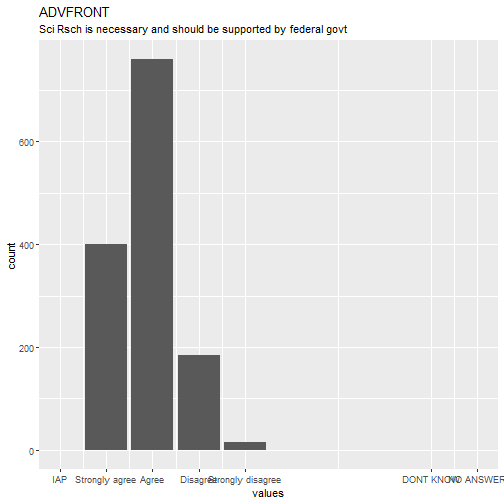 ADVFRONT
Sci Rsch is necessary and should be supported by federal govt
600
400
200
0
count
IAP Strongly agree Agree Disagree Strongly disagree DONT KNOW NO ANSWER
values